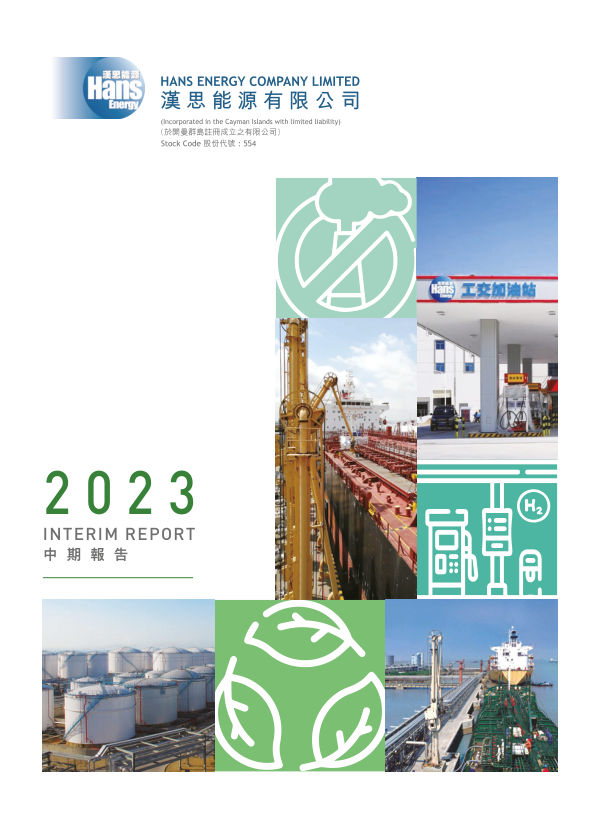 漢思能源
Hans
Energy
HANS ENERGY COMPANY LIMITED
漢思能源有限公司
(Incorporated in the Cayman Islands with limited liability)
(於開曼群島註冊成立之有限公司)
Stock Code 股份代號：554
Hans
Energy
工交加油站
2023
INTERIM REPORT
中期報告
H₂